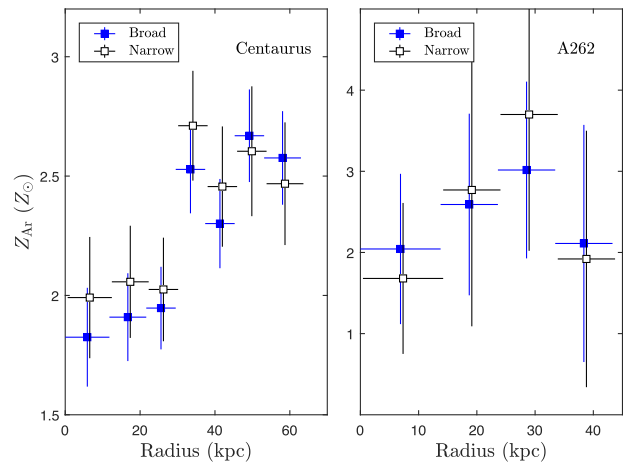 Broad
Narrow
Centaurus
Z_Ar (Z_⊙)
3
2.5
2
1.5
0 20 40 60
Radius (kpc)
Broad
Narrow
A262
4
3
2
1
0 10 20 30 40
Radius (kpc)